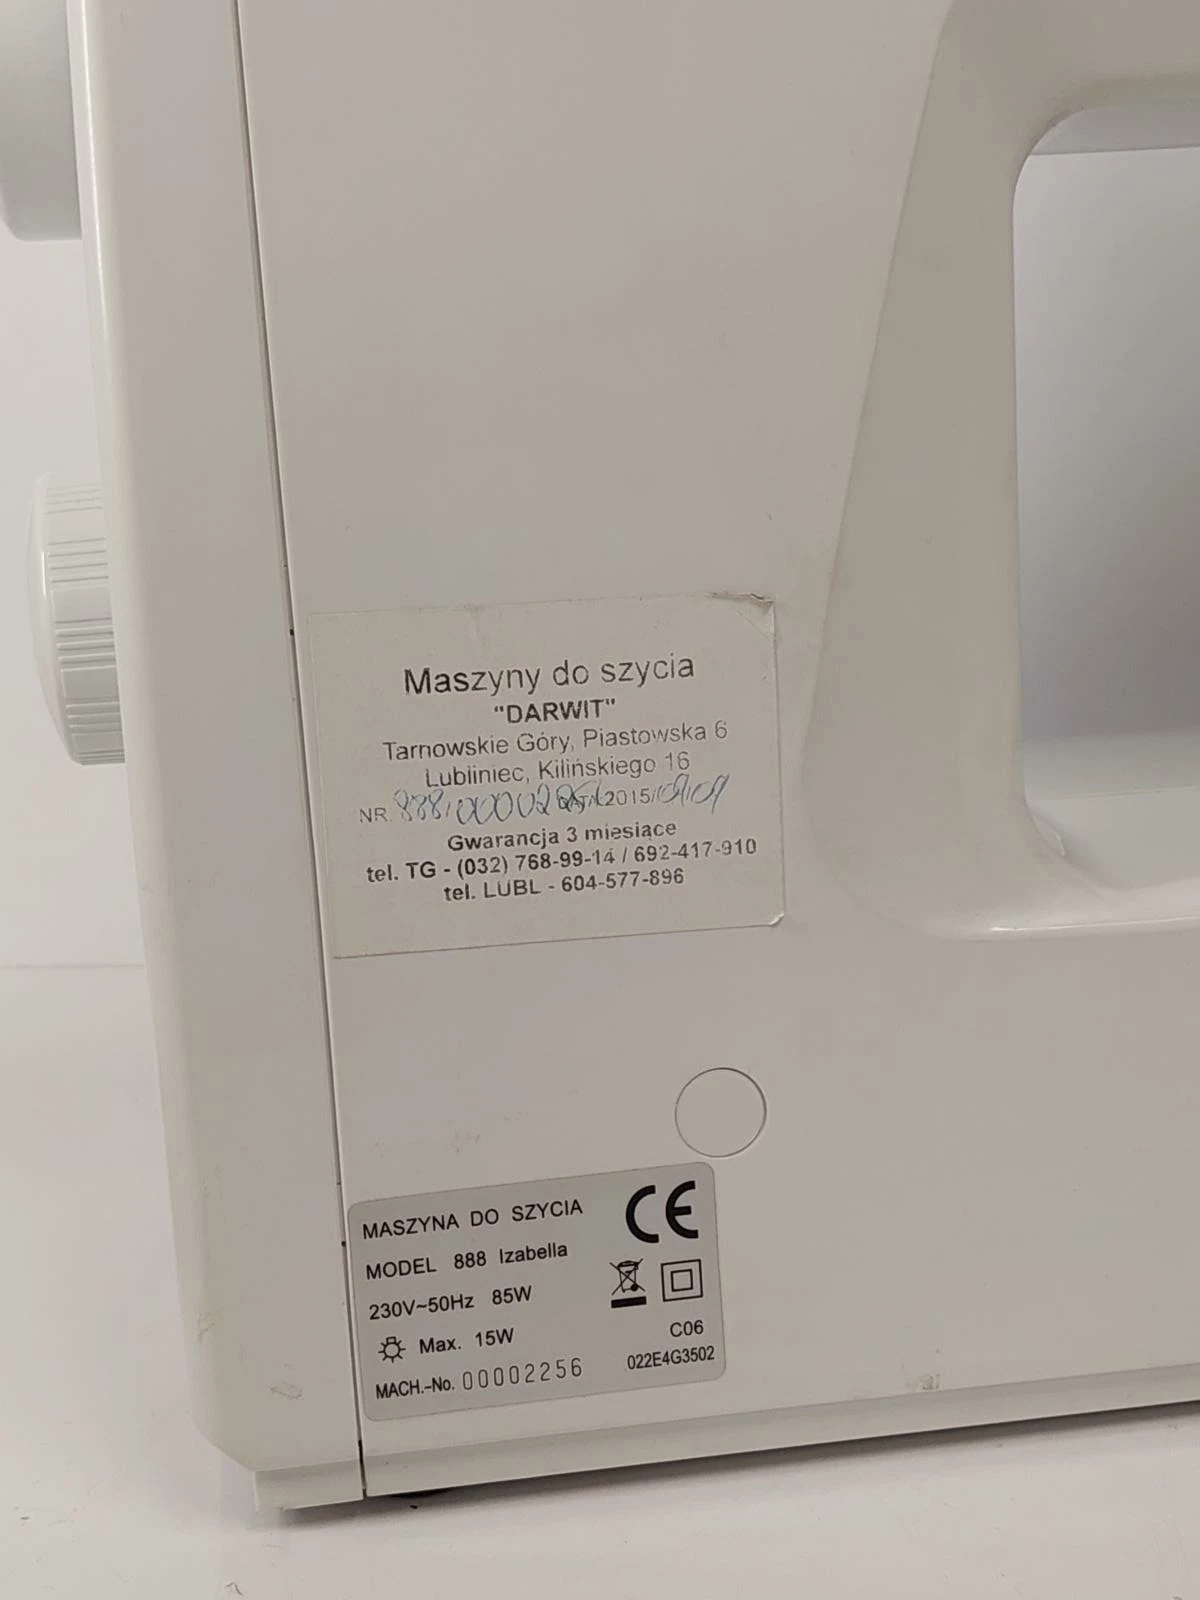 Maszyny do szycia
"DARWIT"
Tarnowskie Góry, Piastowska 6
Lubliniec, Kilińskiego 16
NR. 888,00002256 DATA 2015/
Gwarancja 3 miesiące
tel. TG - (032) 768-99-14 / 692-417-910
tel. LUBL - 604-577-896
MASZYNA DO SZYCIA CE
MODEL 888 Izabella
230V~50Hz 85W
Max. 15W C06
MACH.-No. 00002256 022E4G3502